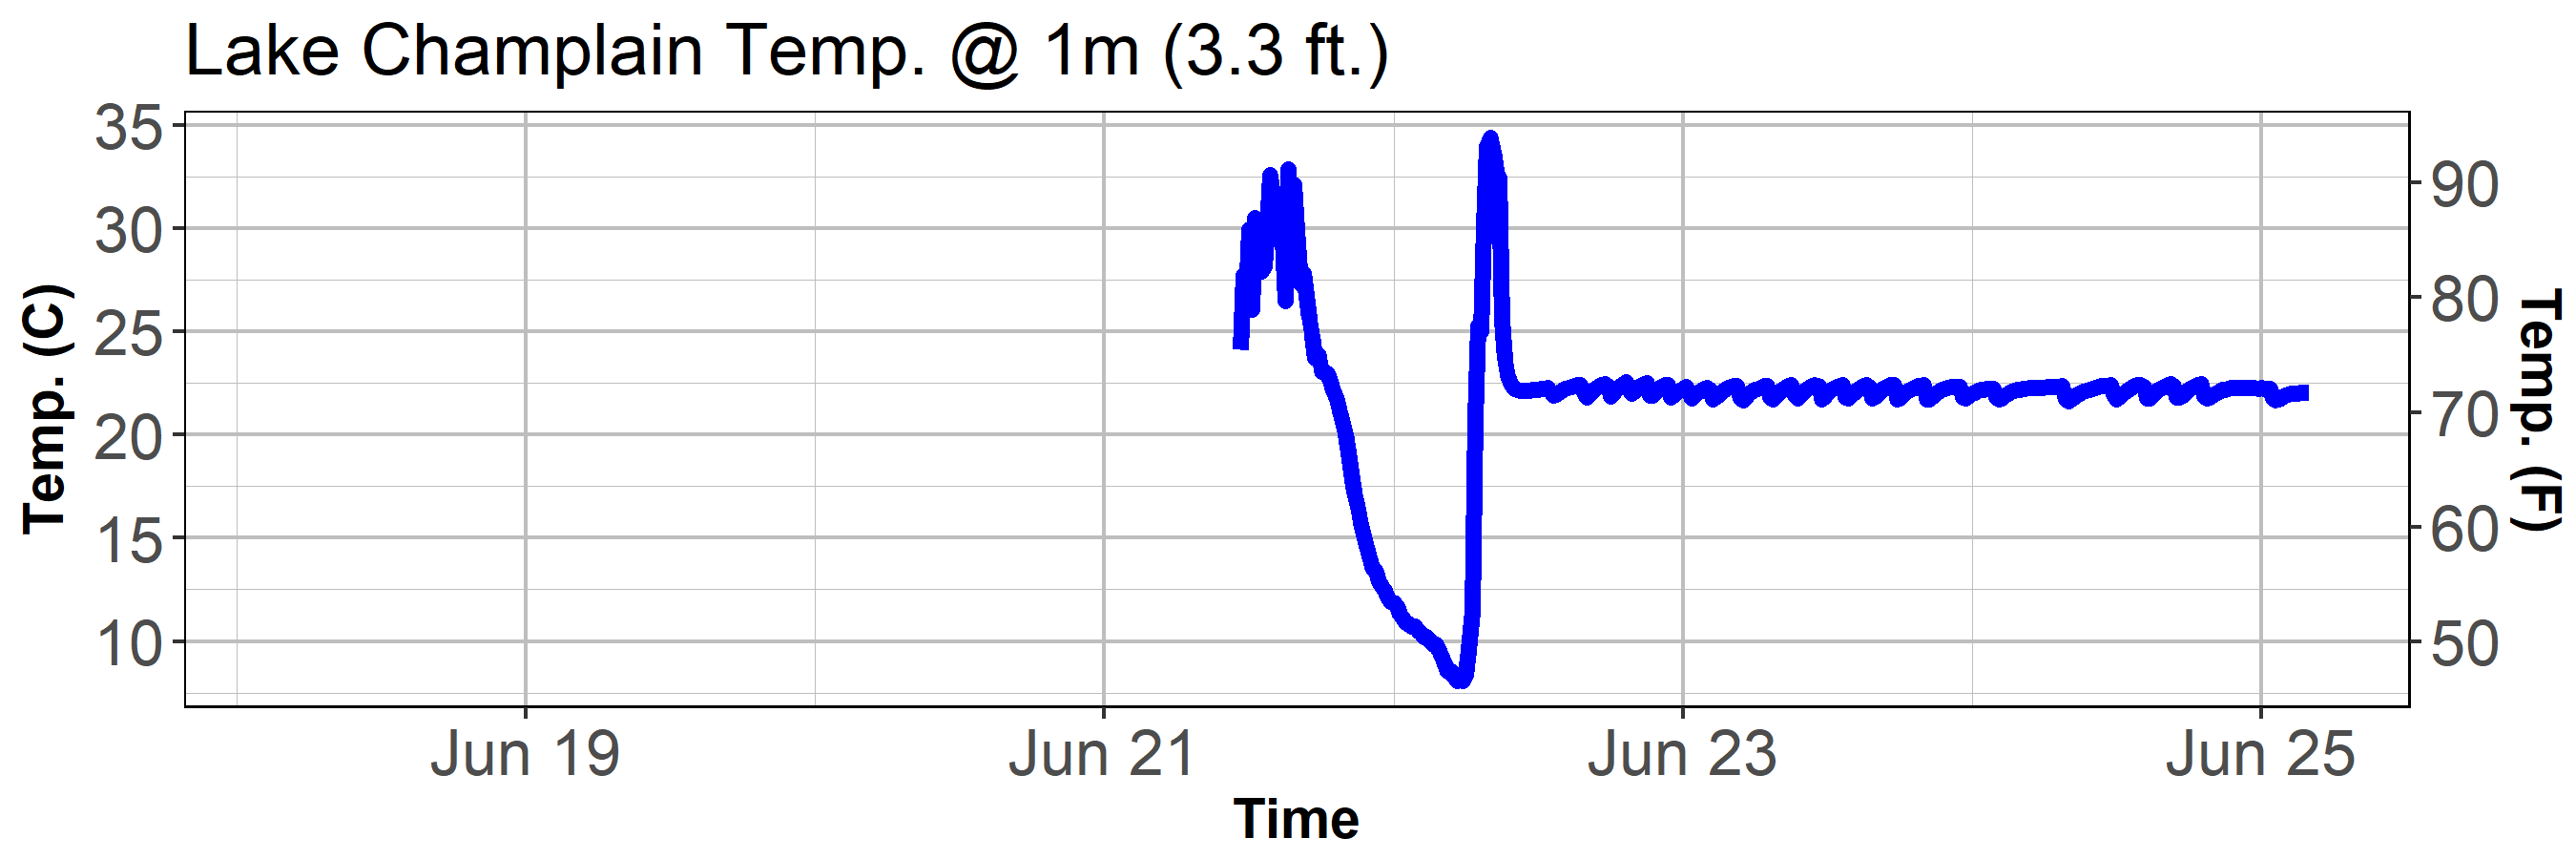 Lake Champlain Temp. @ 1m (3.3 ft.)
35
30
25
20
15
10
Temp. (C)
90
80
70
60
50
Temp. (F)
Jun 19
Jun 21
Jun 23
Jun 25
Time